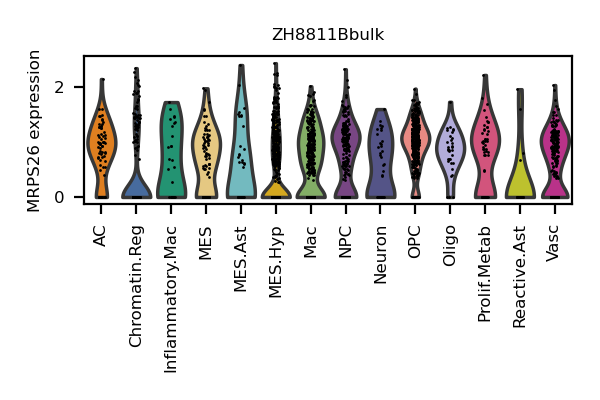 ZH8811Bbulk
MRPS26 expression
2
0
AC
Chromatin.Reg
Inflammatory.Mac
MES
MES.Ast
MES.Hyp
Mac
NPC
Neuron
OPC
Oligo
Prolif.Metab
Reactive.Ast
Vasc